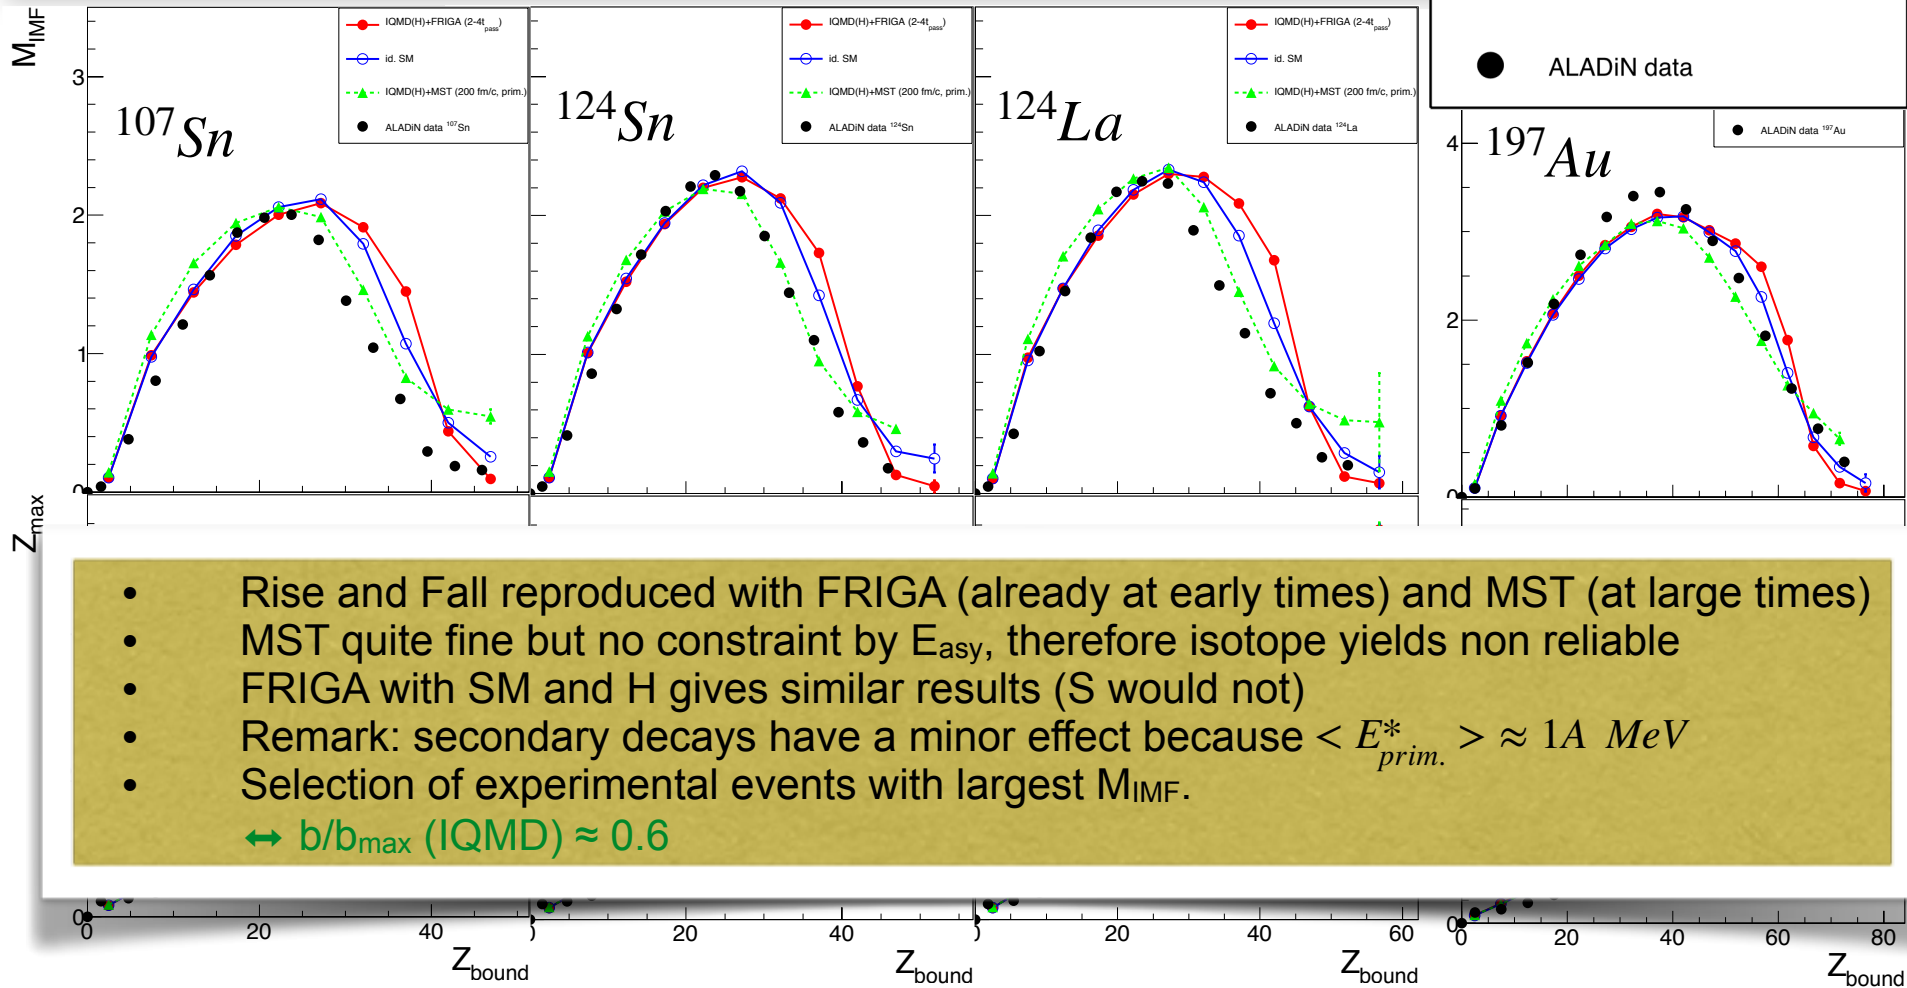 M_IMF
3
2
1
0
107Sn
IQMD(H)+FRIGA (2-4t_pass)
id. SM
IQMD(H)+MST (200 fm/c, prim.)
ALADiN data 107Sn
3
124Sn
IQMD(H)+FRIGA (2-4t_pass)
id. SM
IQMD(H)+MST (200 fm/c, prim.)
ALADiN data 124Sn
124La
IQMD(H)+FRIGA (2-4t_pass)
id. SM
IQMD(H)+MST (200 fm/c, prim.)
ALADiN data 124La
ALADiN data
4
2
0
197Au
ALADiN data 197Au
Z_max
• Rise and Fall reproduced with FRIGA (already at early times) and MST (at large times)
• MST quite fine but no constraint by E_asy, therefore isotope yields non reliable
• FRIGA with SM and H gives similar results (S would not)
• Remark: secondary decays have a minor effect because < E*_prim. > ≈ 1A MeV
• Selection of experimental events with largest M_IMF.
↔ b/b_max (IQMD) ≈ 0.6
0
0
0 20 40
20 40
20 40 60
0 20 40 60 80
Z_bound
Z_bound
Z_bound
Z_bound